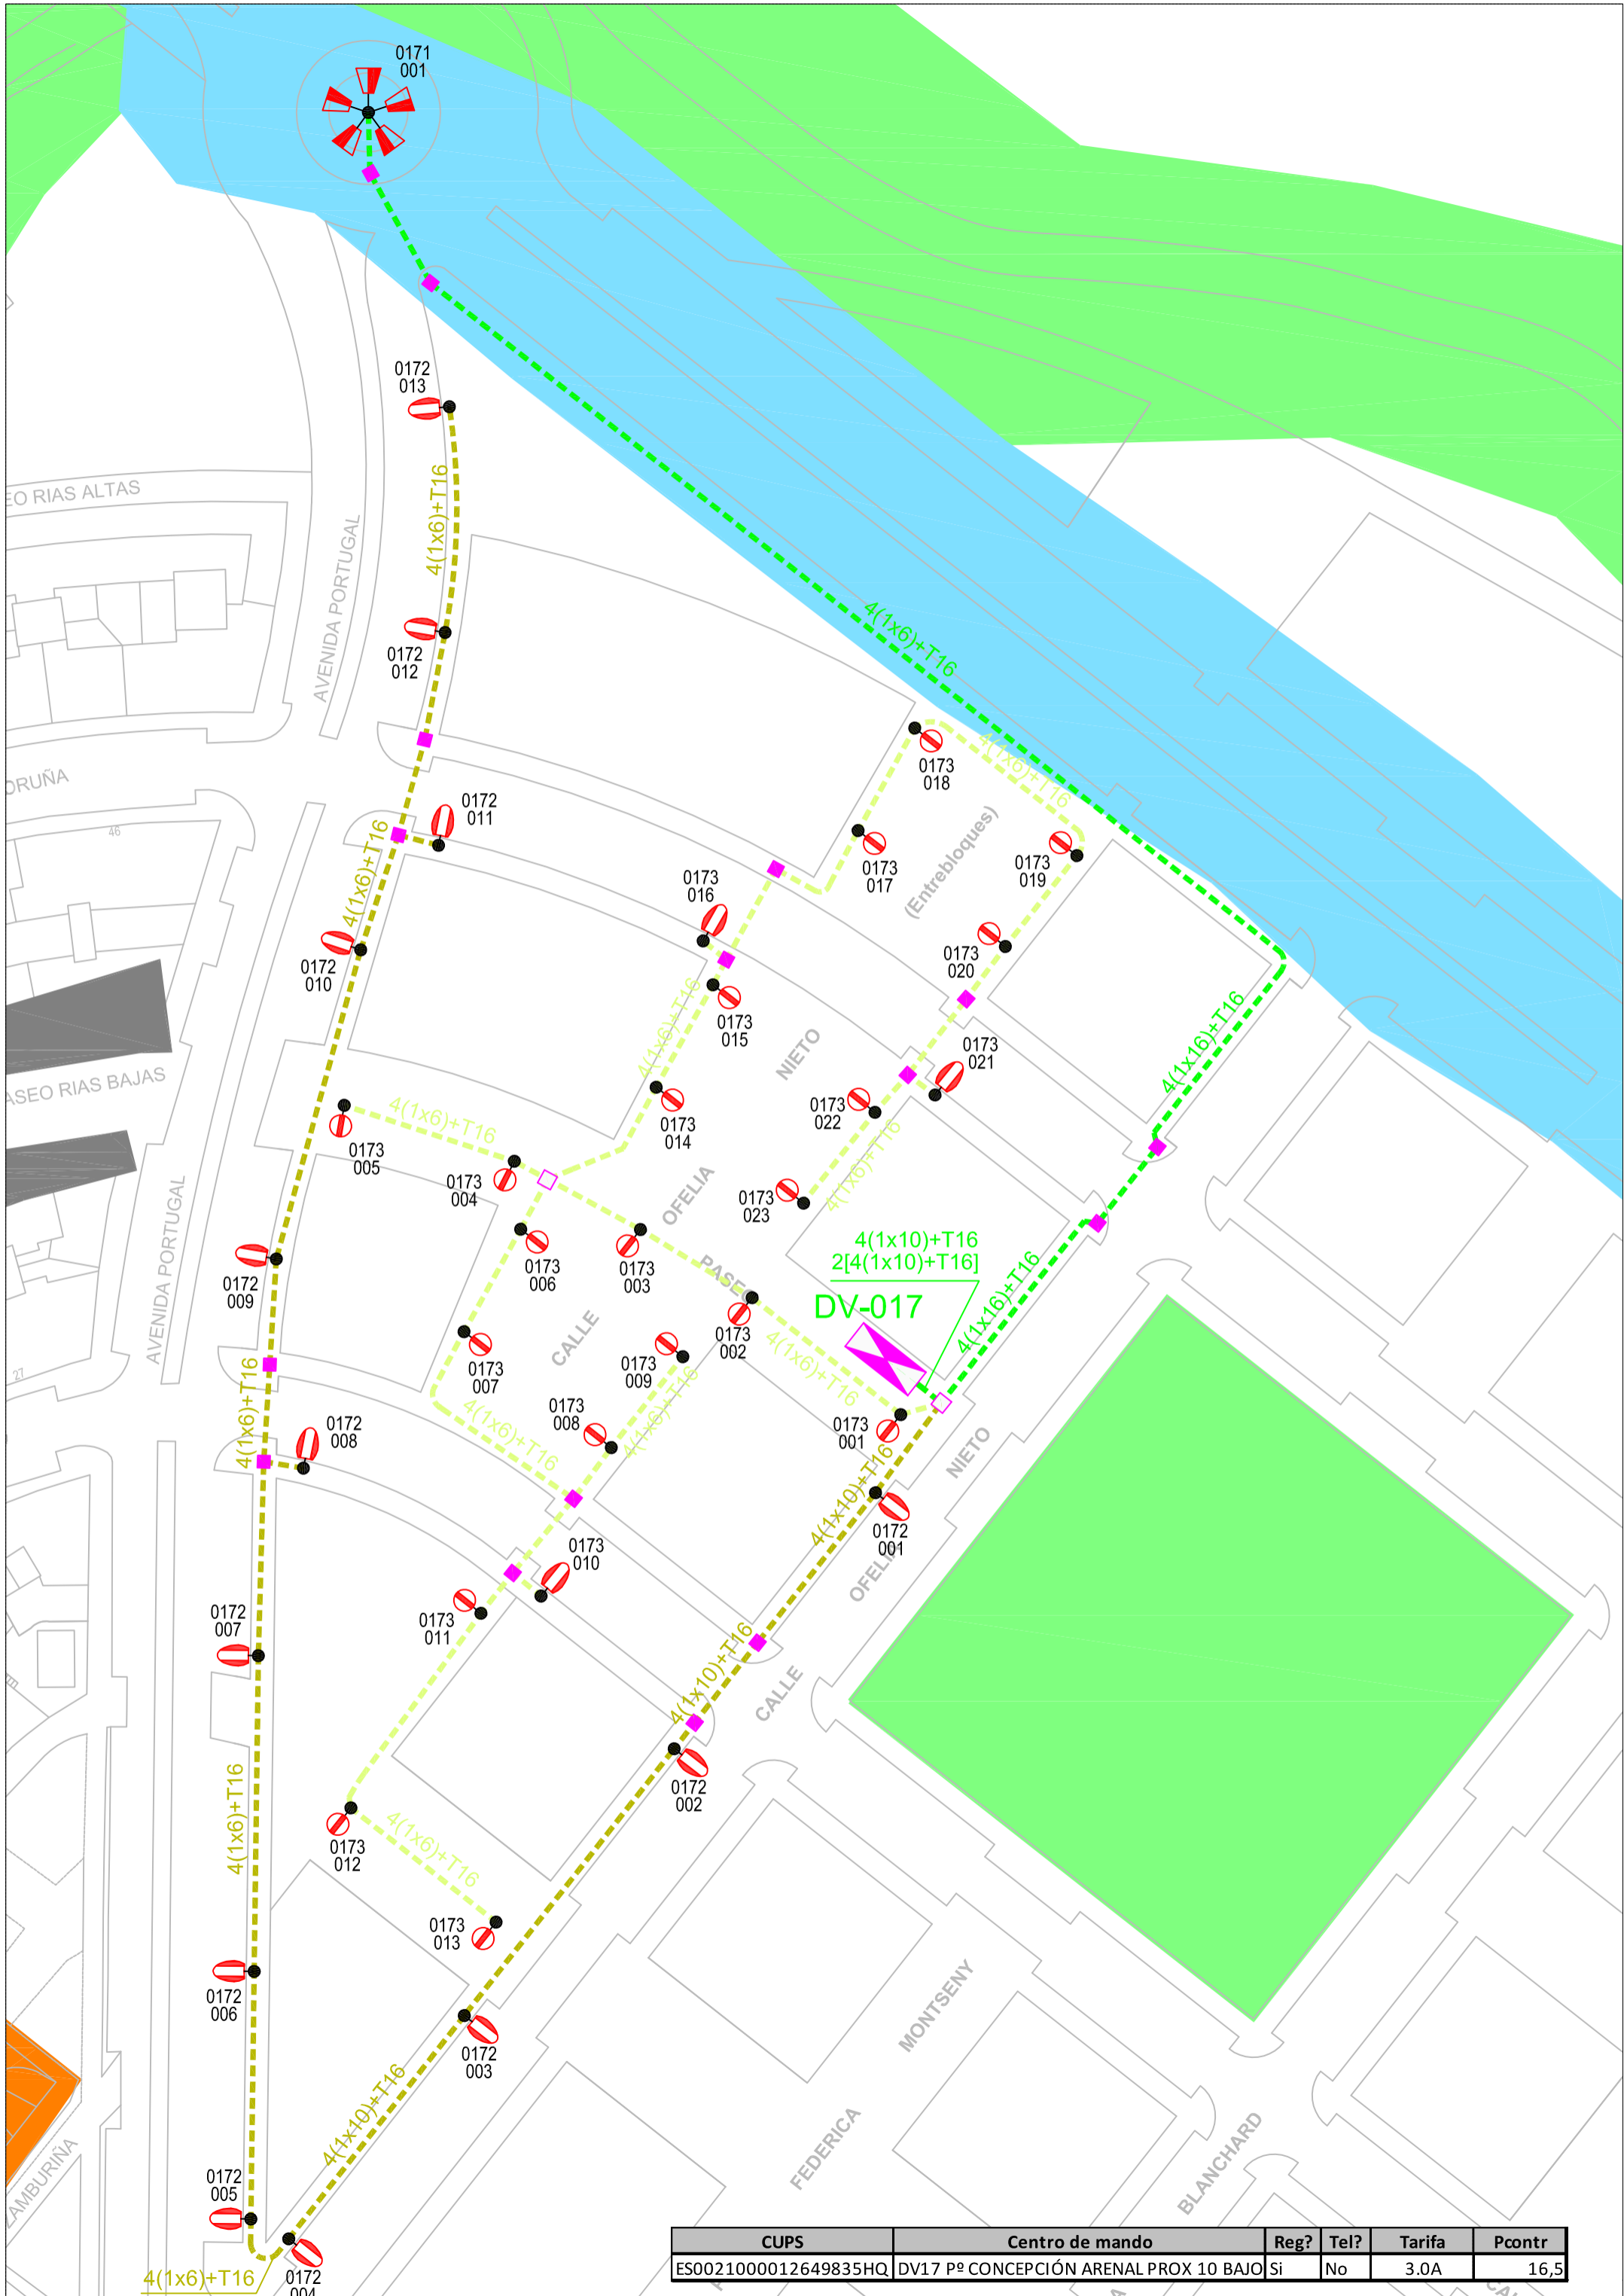 0171
001
0172
013
4(1x6)+T16
EO RIAS ALTAS
AVENIDA PORTUGAL
0172
012
4(1x6)+T16
ORUÑA
46
0172
011
4(1x6)+T16
0172
010
0173
018
4(1x6)+T16
0173
017
(Entrebloques)
0173
019
0173
016
0173
020
0173
015
4(1x6)+T16
NIETO
0173
021
4(1x16)+T16
ASEO RIAS BAJAS
4(1x6)+T16
0173
005
0173
014
0173
022
4(1x6)+T16
0173
004
OFELIA
0173
023
AVENIDA PORTUGAL
0172
009
0173
006
0173
003
PASEO
4(1x10)+T16
2[4(1x10)+T16]
DV-017
4(1x16)+T16
CALLE
0173
002
4(1x6)+T16
0173
007
0173
009
27
4(1x6)+T16
0172
008
4(1x6)+T16
0173
008
4(1x6)+T16
0173
001
NIETO
4(1x10)+T16
0172
001
OFELIA
0173
010
0172
007
0173
011
4(1x10)+T16
CALLE
0172
002
4(1x6)+T16
0173
012
4(1x6)+T16
0173
013
0172
006
0172
003
MONTSENY
4(1x10)+T16
FEDERICA
BLANCHARD
AMBURIÑA
0172
005
4(1x6)+T16
0172
004
CUPS Centro de mando Reg? Tel? Tarifa Pcontr
ES0021000012649835HQ DV17 Pº CONCEPCIÓN ARENAL PROX 10 BAJO Si No 3.0A 16,5